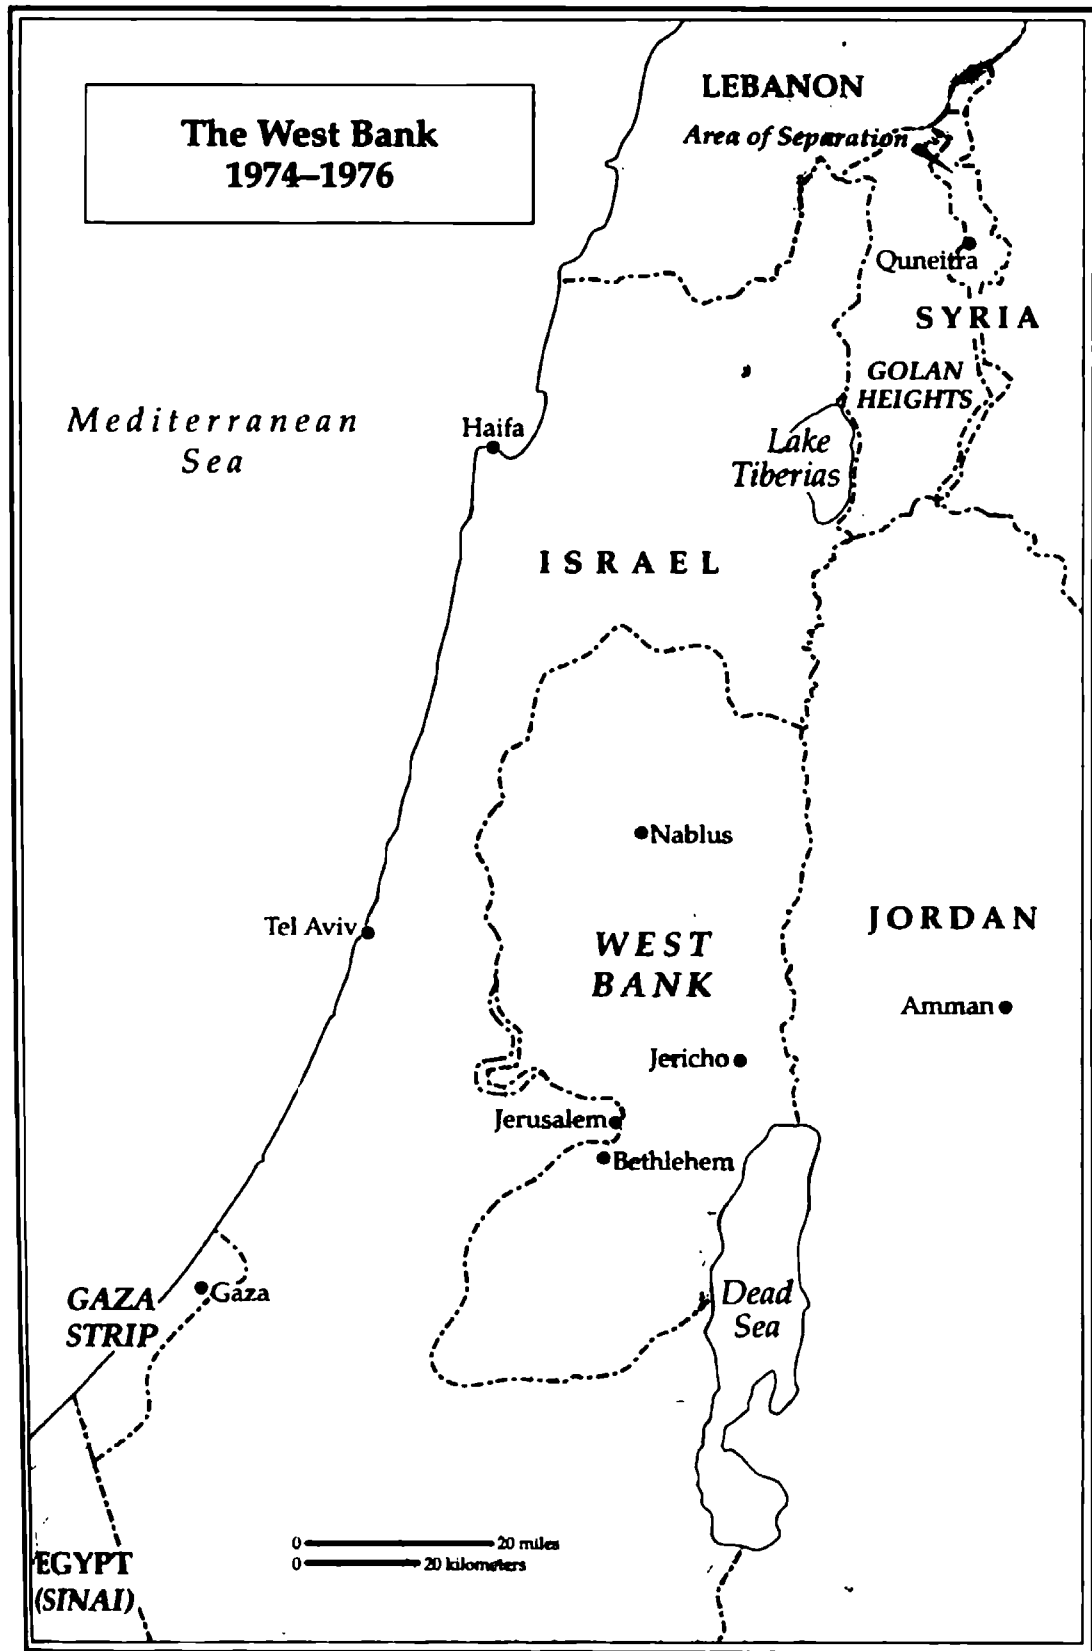 The West Bank
1974–1976
LEBANON
Area of Separation
Quneitra
SYRIA
GOLAN
HEIGHTS
Mediterranean
Sea
Haifa
Lake
Tiberias
ISRAEL
Nablus
Tel Aviv
WEST
BANK
JORDAN
Amman
Jericho
Jerusalem
Bethlehem
GAZA
STRIP
Gaza
Dead
Sea
0 20 miles
0 20 kilometers
EGYPT
(SINAI)